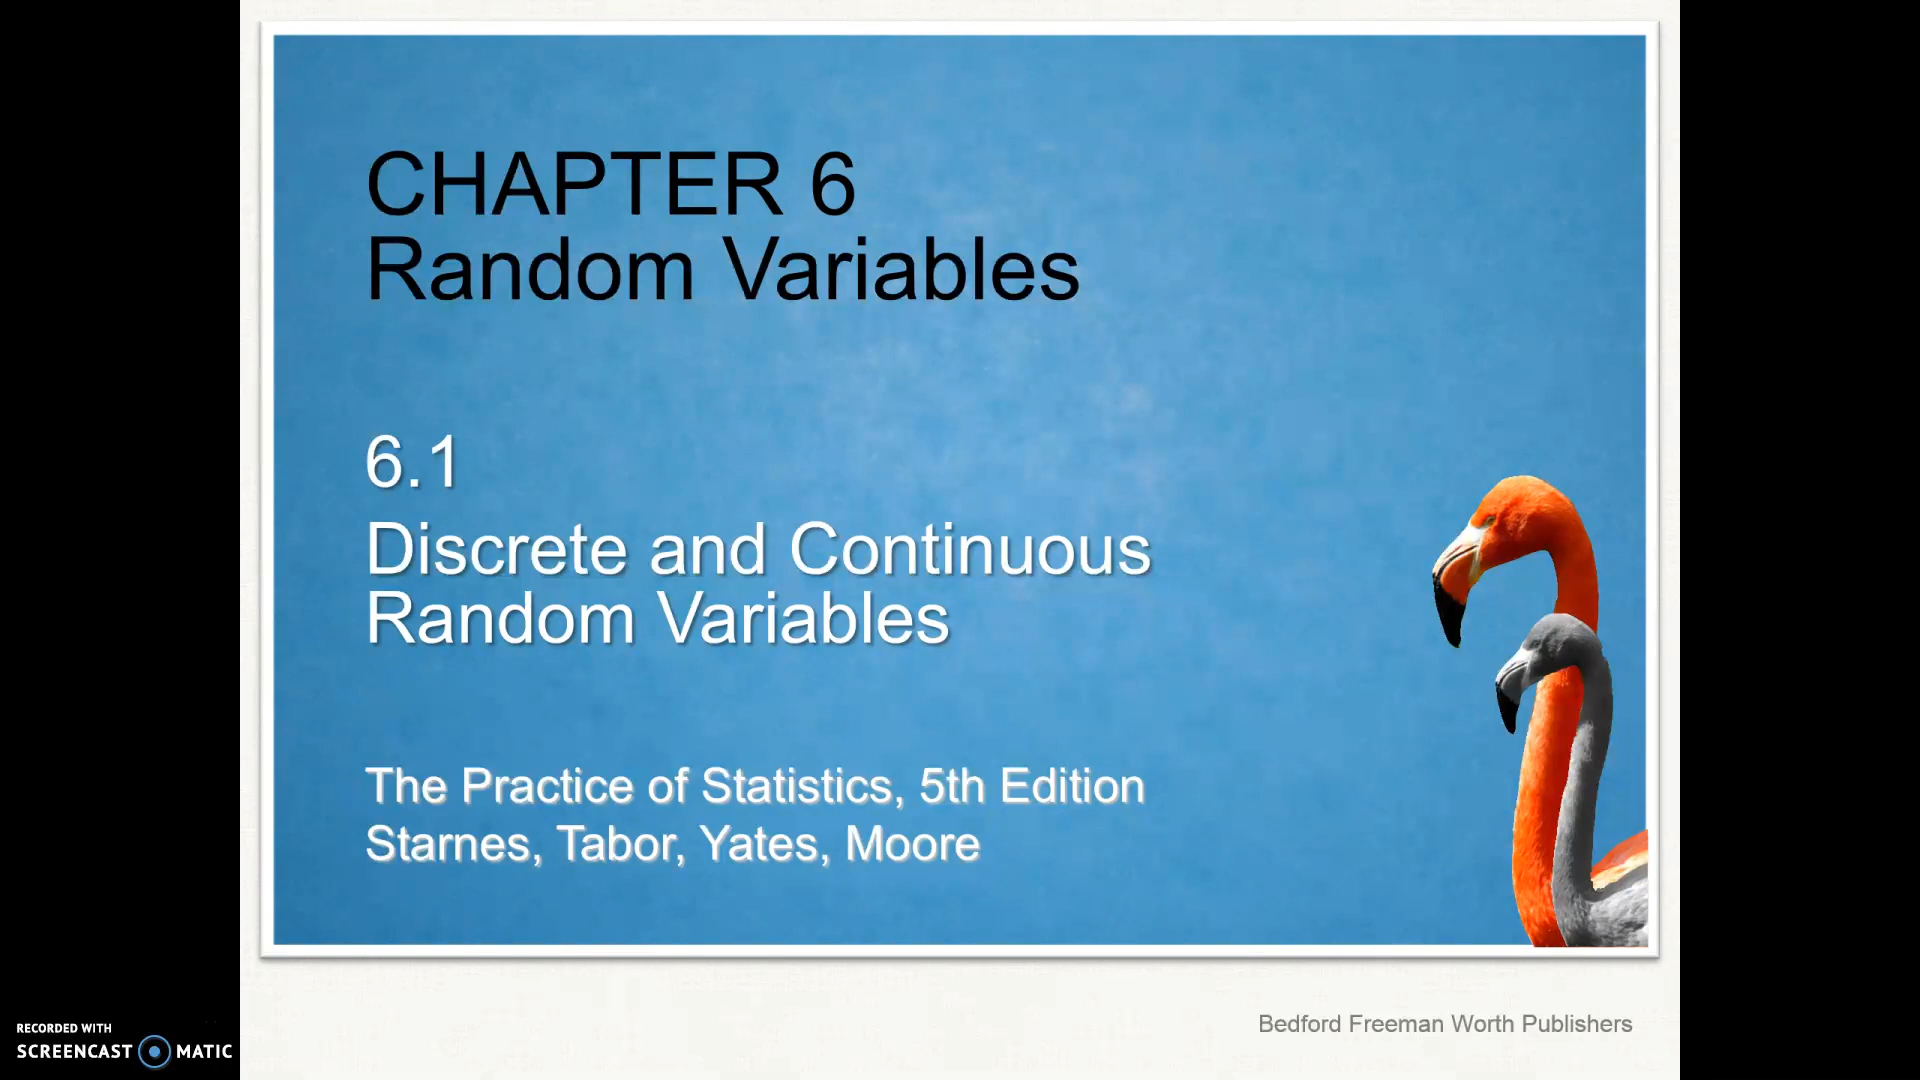 CHAPTER 6
Random Variables
6.1
Discrete and Continuous
Random Variables
The Practice of Statistics, 5th Edition
Starnes, Tabor, Yates, Moore
Bedford Freeman Worth Publishers
RECORDED WITH
SCREENCAST MATIC